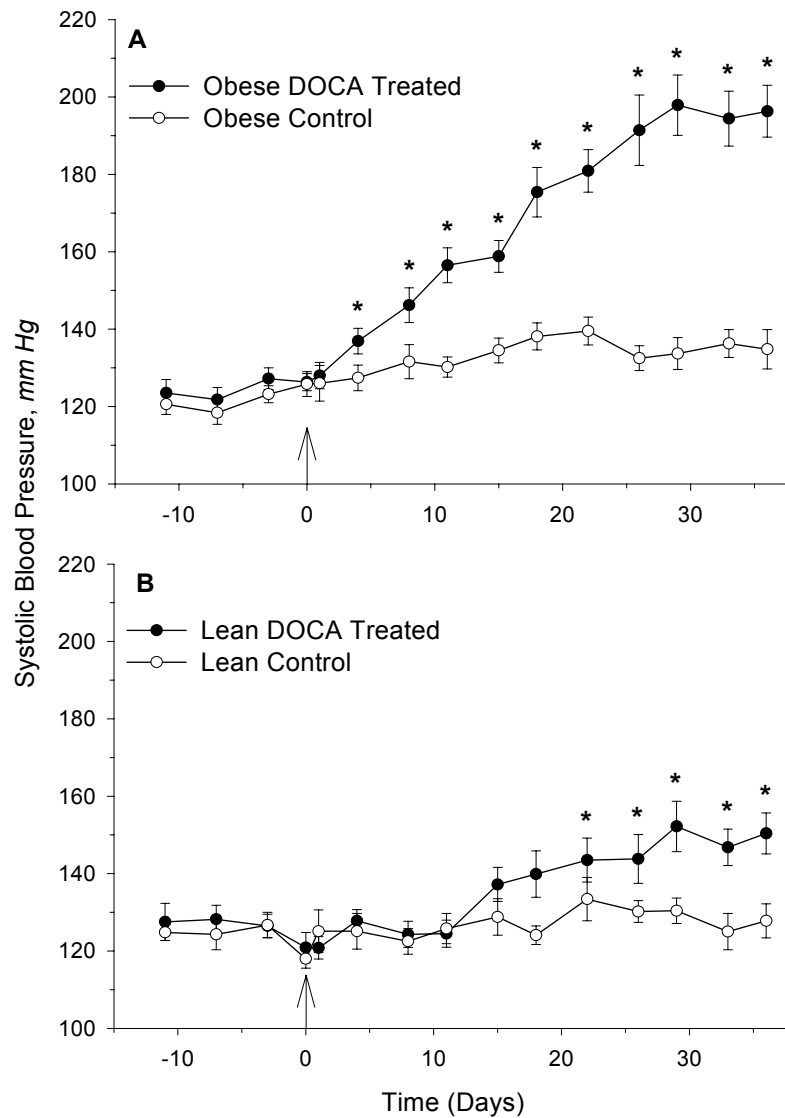 A
Obese DOCA Treated
Obese Control
220
200
180
160
140
120
100
* * * * * * * * * * *
-10 0 10 20 30
Systolic Blood Pressure, mm Hg
B
Lean DOCA Treated
Lean Control
220
200
180
160
140
120
100
* * * * *
-10 0 10 20 30
Time (Days)